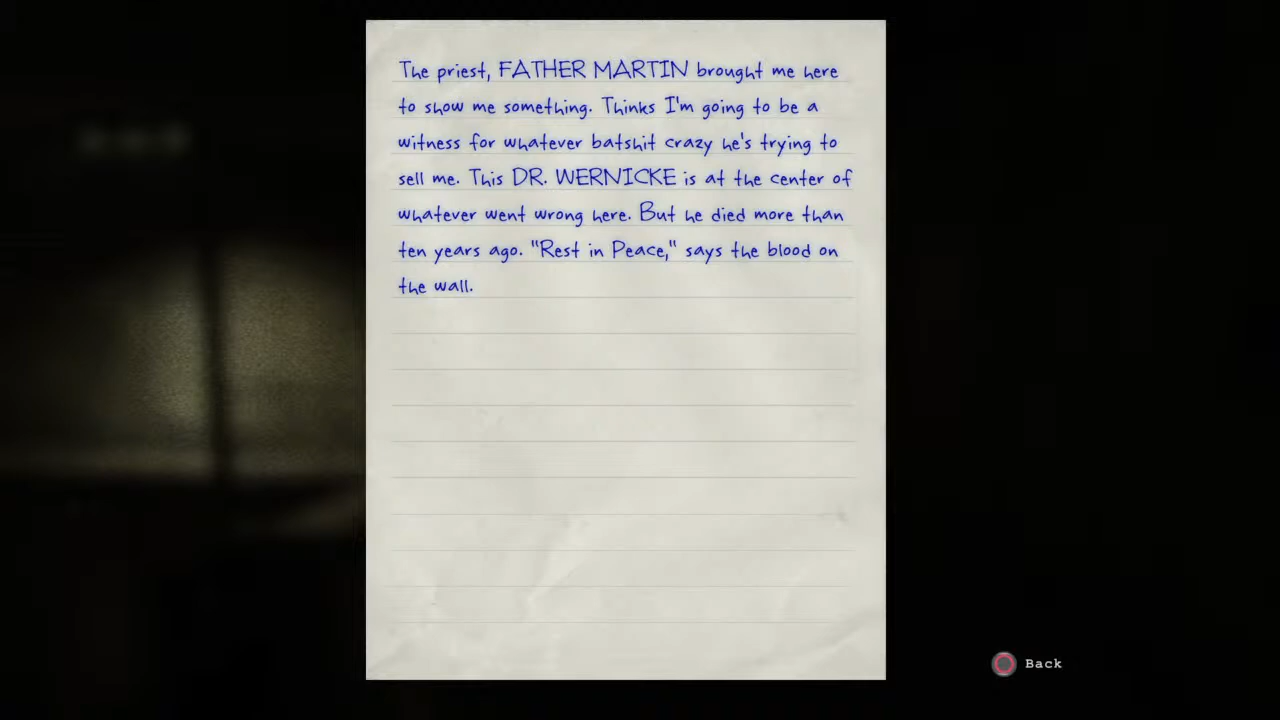 The priest, FATHER MARTIN brought me here
to show me something. Thinks I'm going to be a
witness for whatever batshit crazy he's trying to
sell me. This DR. WERNICKE is at the center of
whatever went wrong here. But he died more than
ten years ago. "Rest in Peace," says the blood on
the wall.
Back